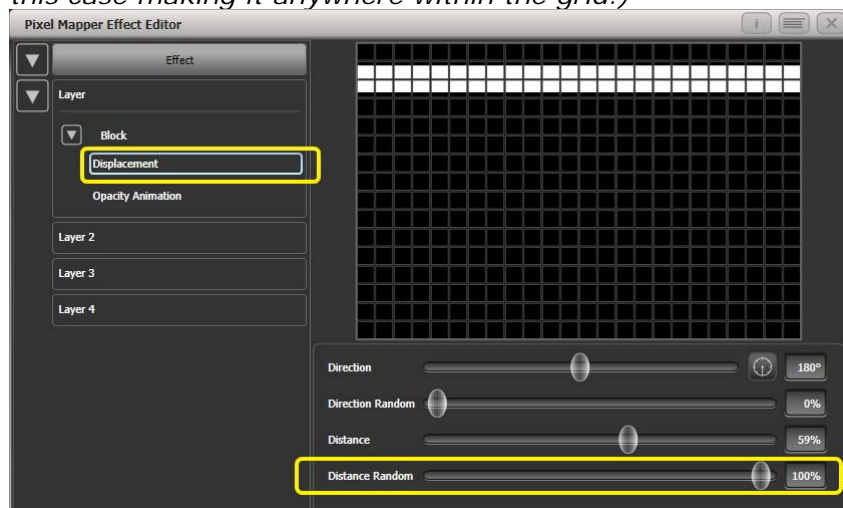 this case making it anywhere within the grid.)
Pixel Mapper Effect Editor
Effect
Layer
Block
Displacement
Opacity Animation
Layer 2
Layer 3
Layer 4
Direction 180°
Direction Random 0%
Distance 59%
Distance Random 100%